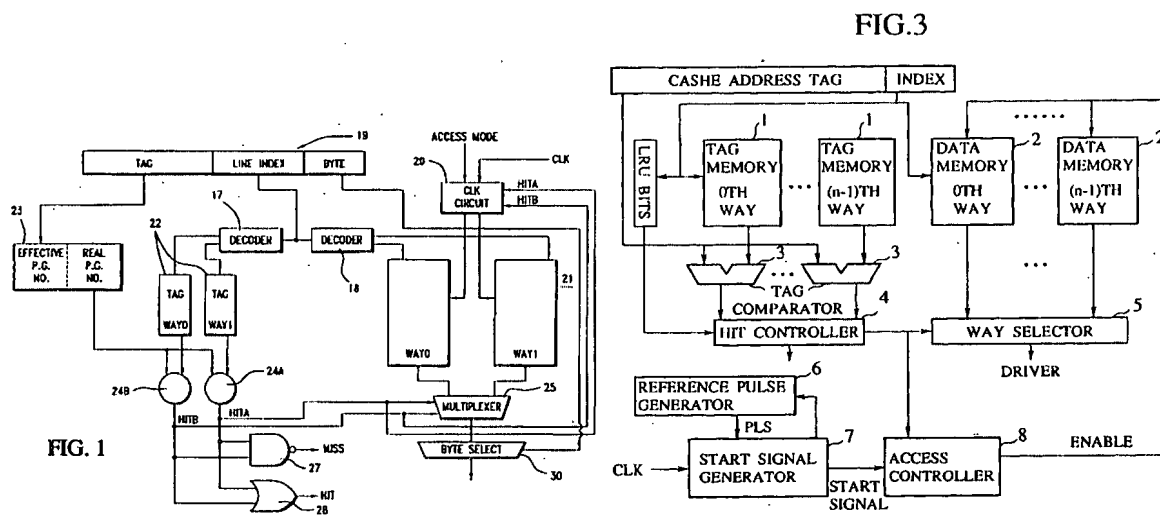 FIG.3
CASHE ADDRESS TAG
INDEX
1
1
2
2
LRU BITS
TAG MEMORY 0TH WAY
TAG MEMORY (n-1)TH WAY
DATA MEMORY 0TH WAY
DATA MEMORY (n-1)TH WAY
3
3
TAG COMPARATOR
4
HIT CONTROLLER
5
WAY SELECTOR
DRIVER
6
REFERENCE PULSE GENERATOR
PLS
7
CLK
START SIGNAL GENERATOR
START SIGNAL
8
ACCESS CONTROLLER
ENABLE
19
TAG
LINE INDEX
BYTE
ACCESS MODE
20
CLK
CLK CIRCUIT
HITA
HITB
23
EFFECTIVE P.G. NO.
REAL P.G. NO.
17
DECODER
DECODER
18
22
TAG WAY0
TAG WAY1
21
WAY0
WAY1
24B
24A
HITB
HITA
25
MULTIPLEXER
BYTE SELECT
30
MISS
27
HIT
28
FIG. 1